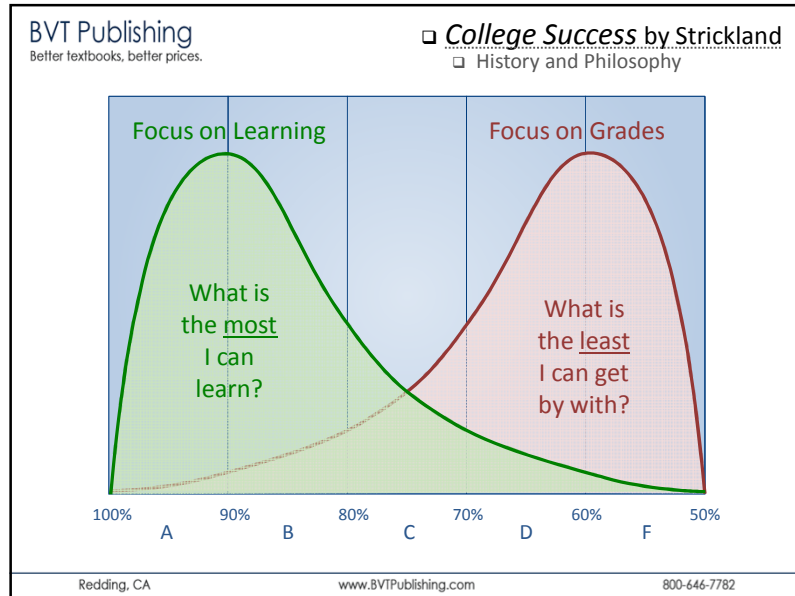 BVT Publishing
Better textbooks, better prices.
❑ College Success by Strickland
❑ History and Philosophy
Focus on Learning
Focus on Grades
What is
the most
I can
learn?
What is
the least
I can get
by with?
100% 90% 80% 70% 60% 50%
A B C D F
Redding, CA www.BVTPublishing.com 800-646-7782